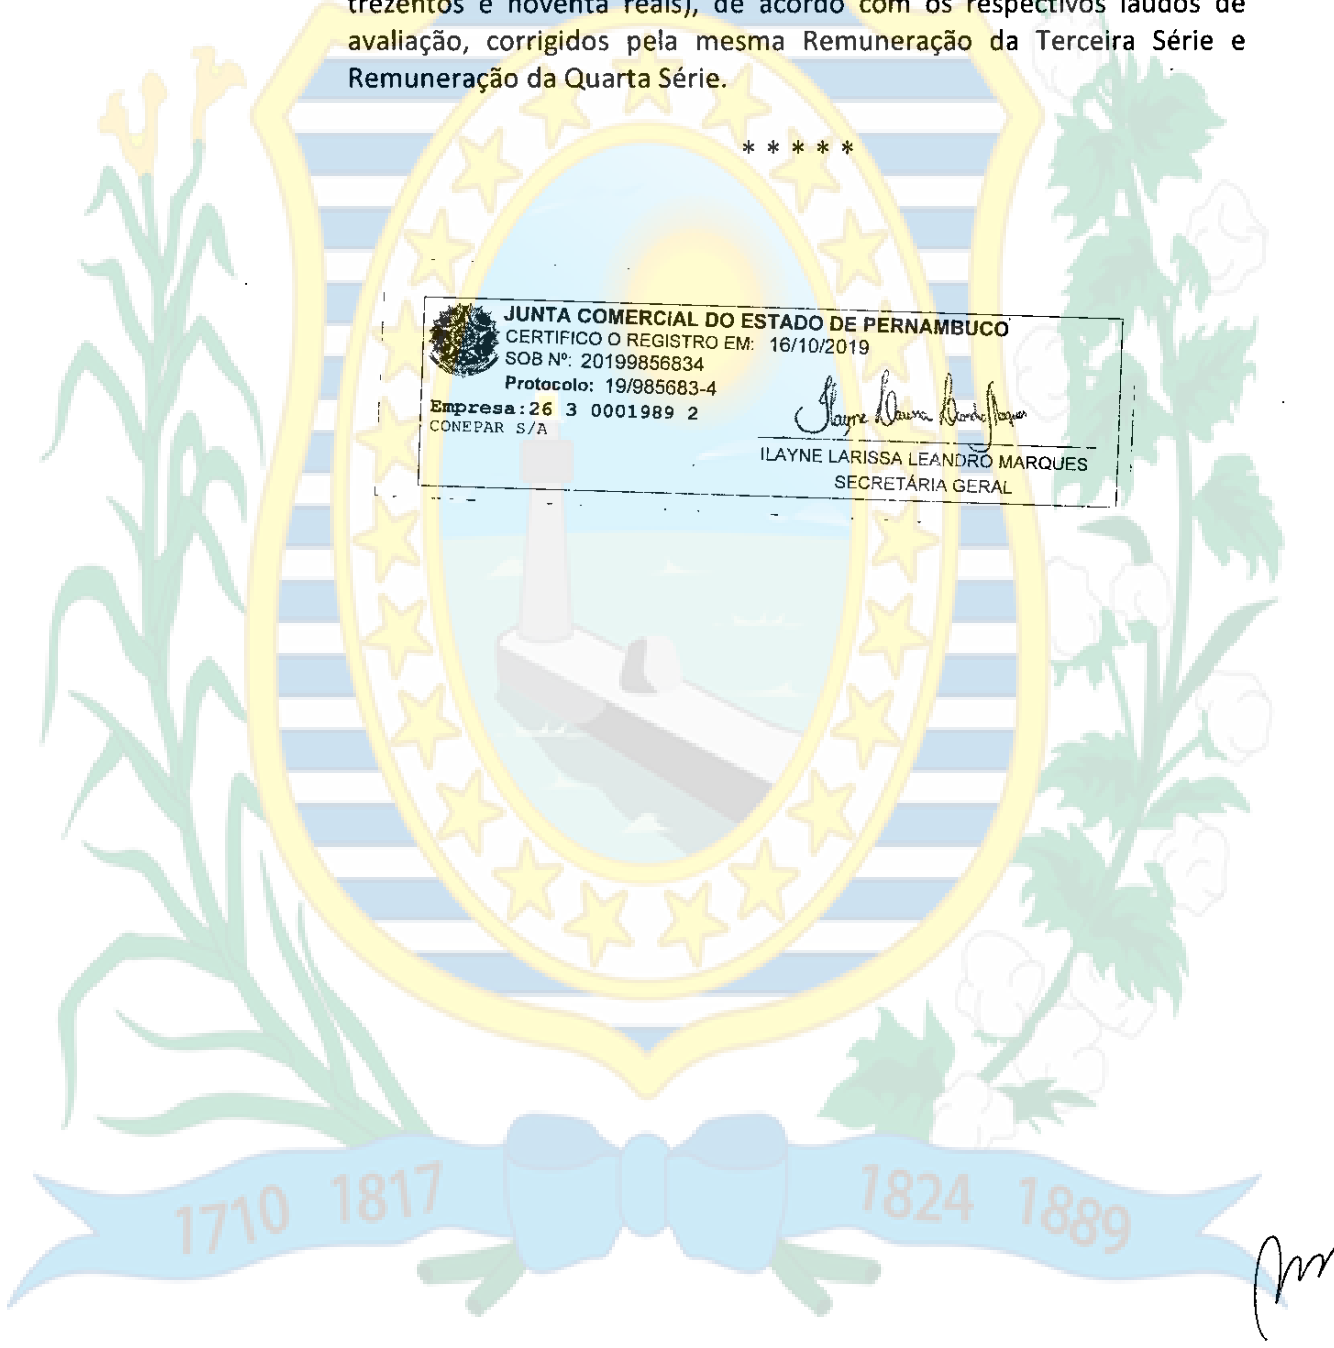 trezentos e noventa reais), de acordo com os respectivos laudos de
avaliação, corrigidos pela mesma Remuneração da Terceira Série e
Remuneração da Quarta Série.
* * * * *
JUNTA COMERCIAL DO ESTADO DE PERNAMBUCO
CERTIFICO O REGISTRO EM: 16/10/2019
SOB Nº: 20199856834
Protocolo: 19/985683-4
Empresa:26 3 0001989 2
CONEPAR S/A
ILAYNE LARISSA LEANDRO MARQUES
SECRETÁRIA GERAL
1710 1817 1824 1889